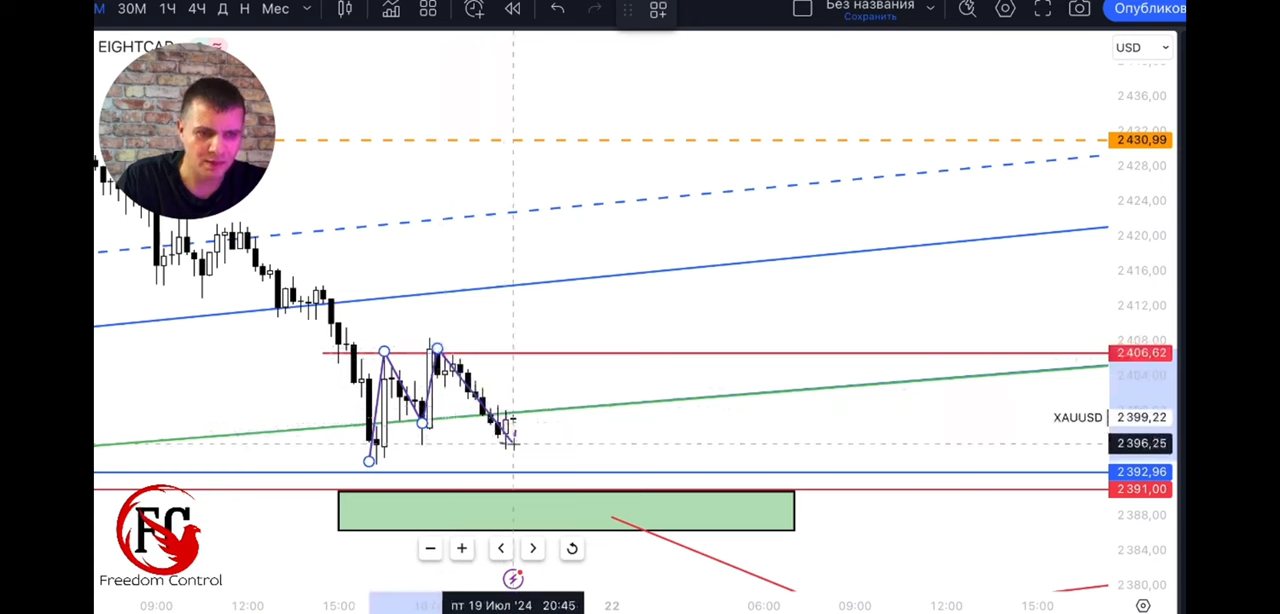 М 30М 1Ч 4Ч Д Н Мес
Без названия
Сохранить
Опубликов
EIGHTCAP
USD
2 436,00
2 430,99
2 428,00
2 424,00
2 420,00
2 416,00
2 412,00
2 408,00
2 406,62
2 404,00
XAUUSD 2 399,22
2 396,25
2 392,96
2 391,00
2 388,00
2 384,00
2 380,00
FC
Freedom Control
09:00 12:00 15:00 пт 19 Июл '24 20:45 22 06:00 09:00 12:00 15:00